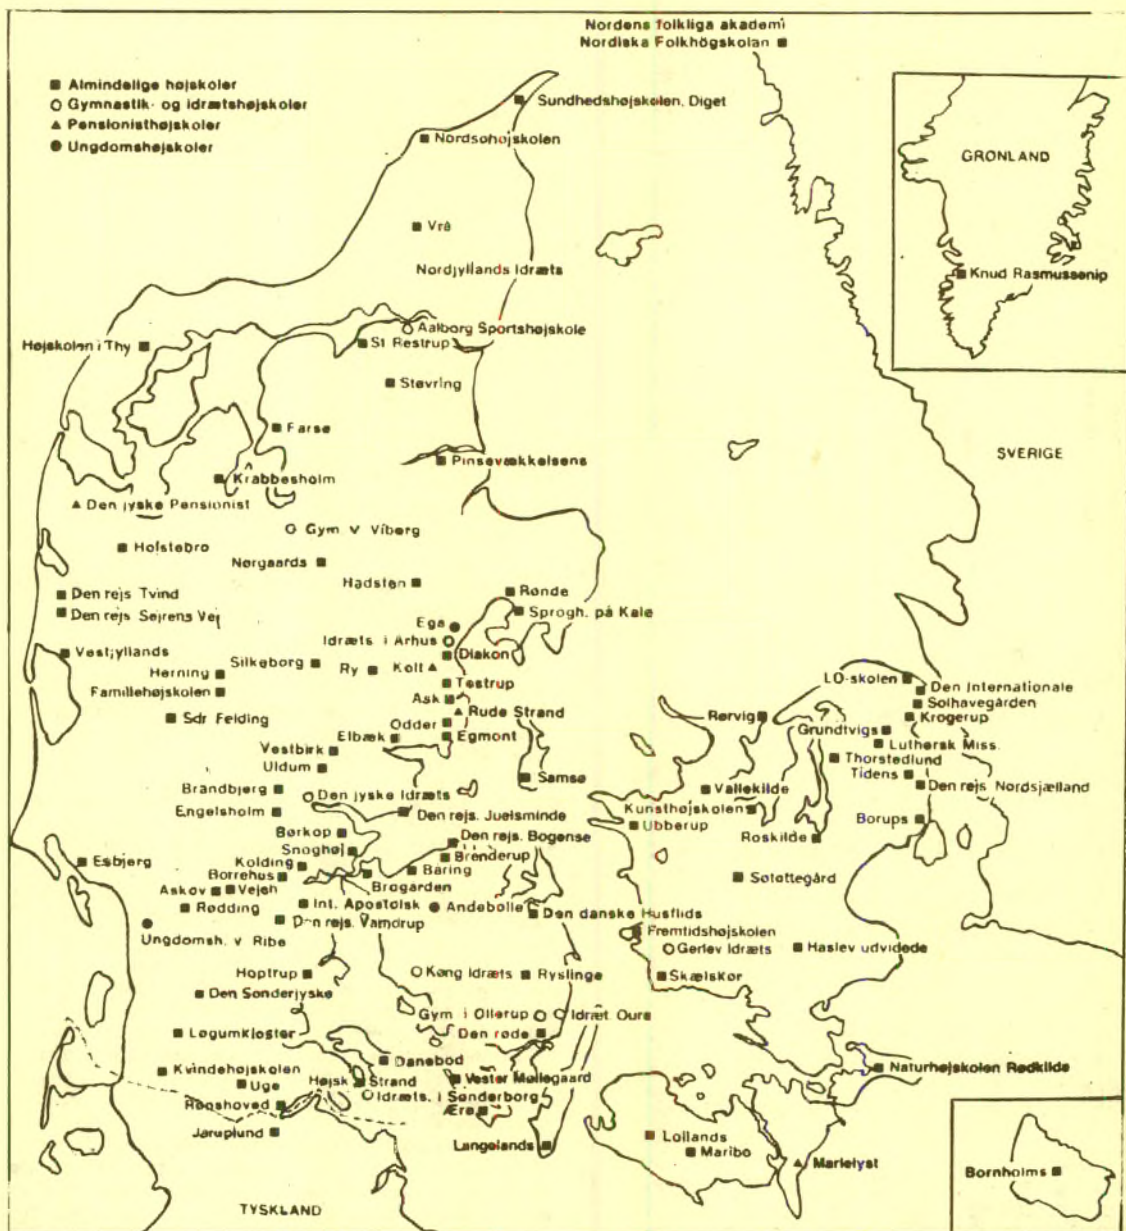 Nordens folkliga akademi
Nordiska Folkhögskolan
Almindelige højskoler
Gymnastik- og idrætshøjskoler
Pensionisthøjskoler
Ungdomshøjskoler
Sundhedshøjskolen, Diget
Nordsøhøjskolen
GRØNLAND
Vrå
Nordjyllands Idræts
Knud Rasmussenip
Aalborg Sportshøjskole
Højskolen i Thy
St Restrup
Støvring
Farsø
SVERIGE
Pinsevækkelsens
Krabbesholm
Den jyske Pensionist
Gym v Viborg
Holstebro
Nørgaards
Hadsten
Rønde
Den rejs Tvind
Sprogh. på Kalø
Den rejs Sejrens Vej
Ega
Idræts i Århus
Vestjyllands
Diakon
Silkeborg
Ry
Kolt
Herning
LO-skolen
Familiehøjskolen
Testrup
Den Internationale
Ask
Solhavegården
Sdr Felding
Rude Strand
Rørvig
Krogerup
Odder
Grundtvigs
Elbæk
Egmont
Luthersk Miss.
Vestbirk
Thorstedlund
Uldum
Samsø
Tidens
Brandbjerg
Den jyske Idræts
Vallekilde
Den rejs Nordsjælland
Engelsholm
Den rejs. Juelsminde
Kunsthøjskolen
Ubberup
Borups
Børkop
Roskilde
Den rejs. Bogense
Snoghøj
Brenderup
Esbjerg
Kolding
Båring
Borrehus
Brogården
Søtottegård
Askov
Vejen
Int. Apostolsk
Andebølle
Rødding
Den danske Husflids
Den rejs. Vamdrup
Fremtidshøjskolen
Ungdomsh. v Ribe
Gerlev Idræts
Haslev udvidede
Hoptrup
Køng Idræts
Ryslinge
Skælskør
Den Sønderjyske
Gym i Ollerup
Idræt Oure
Løgumkloster
Den røde
Danebod
Kvindehøjskolen
Naturhøjskolen Rødkilde
Uge
Højsk Strand
Vester Møllegaard
Idræts. i Sønderborg
Rønshoved
Ærø
Jaruplund
Langelands
Lollands
Maribo
Marielyst
Bornholms
TYSKLAND